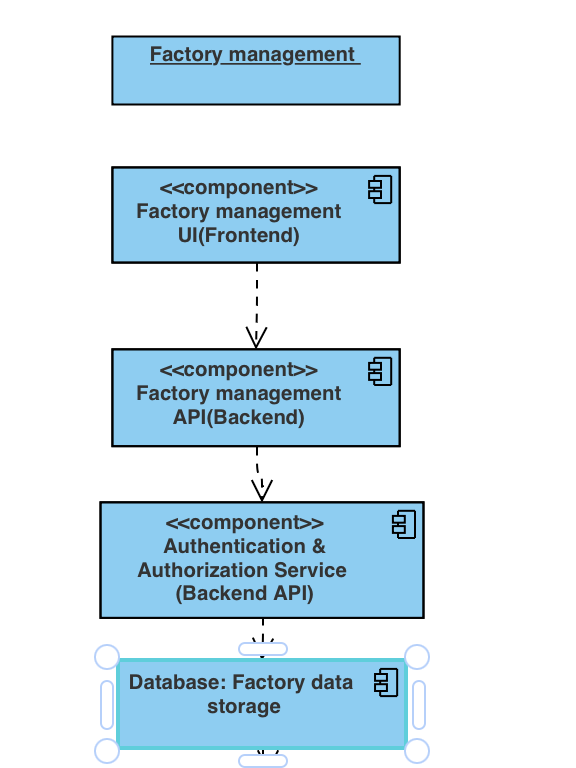 Factory management
<<component>>
Factory management
UI(Frontend)
<<component>>
Factory management
API(Backend)
<<component>>
Authentication &
Authorization Service
(Backend API)
Database: Factory data
storage